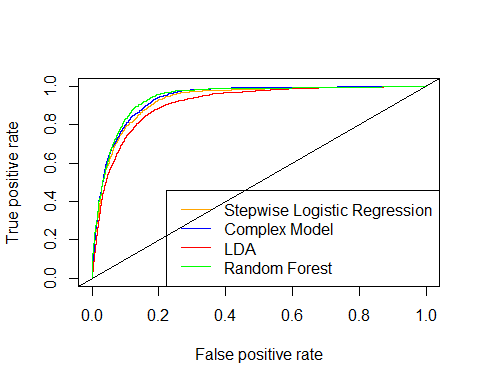 True positive rate
1.0
0.8
0.6
0.4
0.2
0.0
Stepwise Logistic Regression
Complex Model
LDA
Random Forest
0.0 0.2 0.4 0.6 0.8 1.0
False positive rate